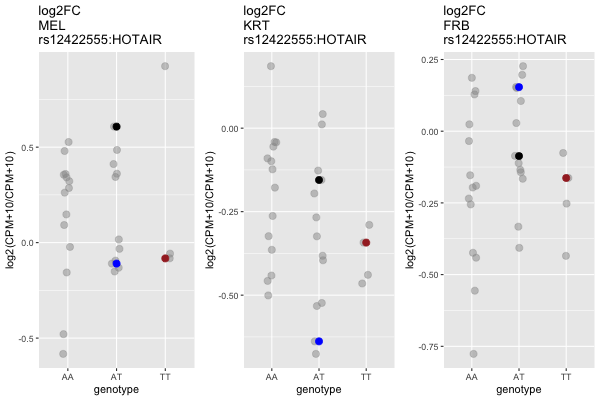 log2FC
MEL
rs12422555:HOTAIR
log2(CPM+10/CPM+10)
0.5
0.0
-0.5
AA AT TT
genotype
log2FC
KRT
rs12422555:HOTAIR
log2(CPM+10/CPM+10)
0.00
-0.25
-0.50
AA AT TT
genotype
log2FC
FRB
rs12422555:HOTAIR
log2(CPM+10/CPM+10)
0.25
0.00
-0.25
-0.50
-0.75
AA AT TT
genotype